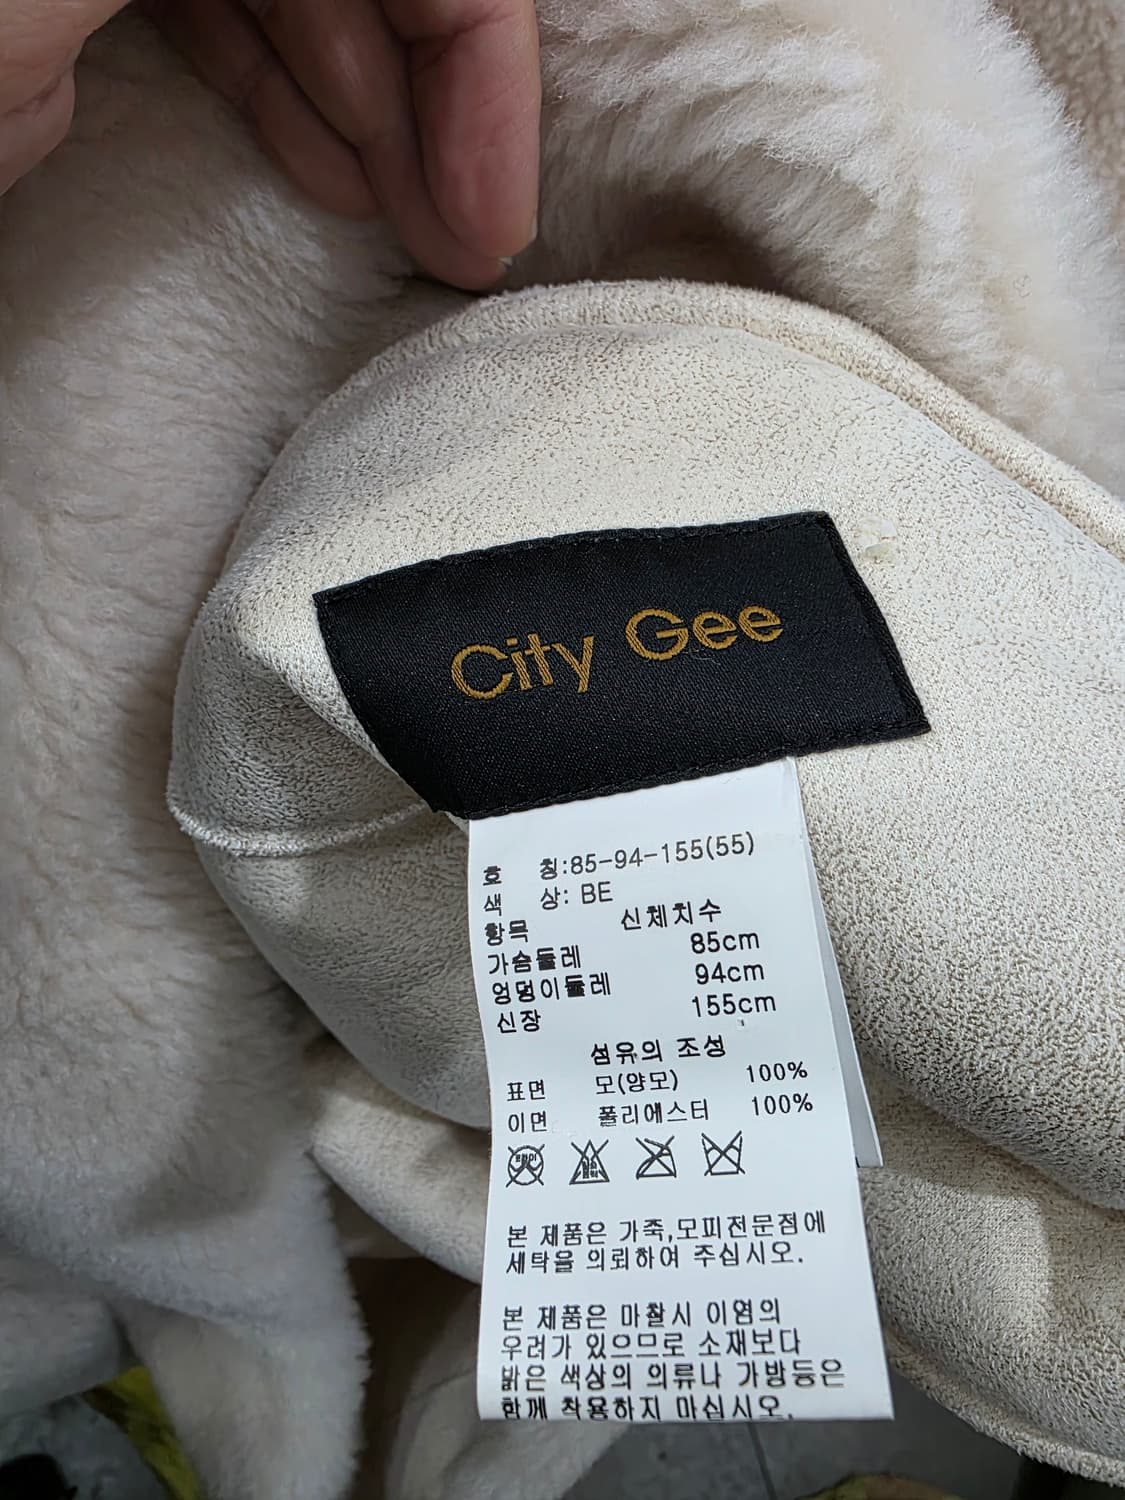 City Gee
호 칭:85-94-155(55)
색 상: BE
항목 신체치수
가슴둘레 85cm
엉덩이둘레 94cm
신장 155cm
섬유의 조성
표면 모(양모) 100%
이면 폴리에스터 100%
본 제품은 가죽,모피전문점에
세탁을 의뢰하여 주십시오.
본 제품은 마찰시 이염의
우려가 있으므로 소재보다
밝은 색상의 의류나 가방등은
함께 착용하지 마십시오.